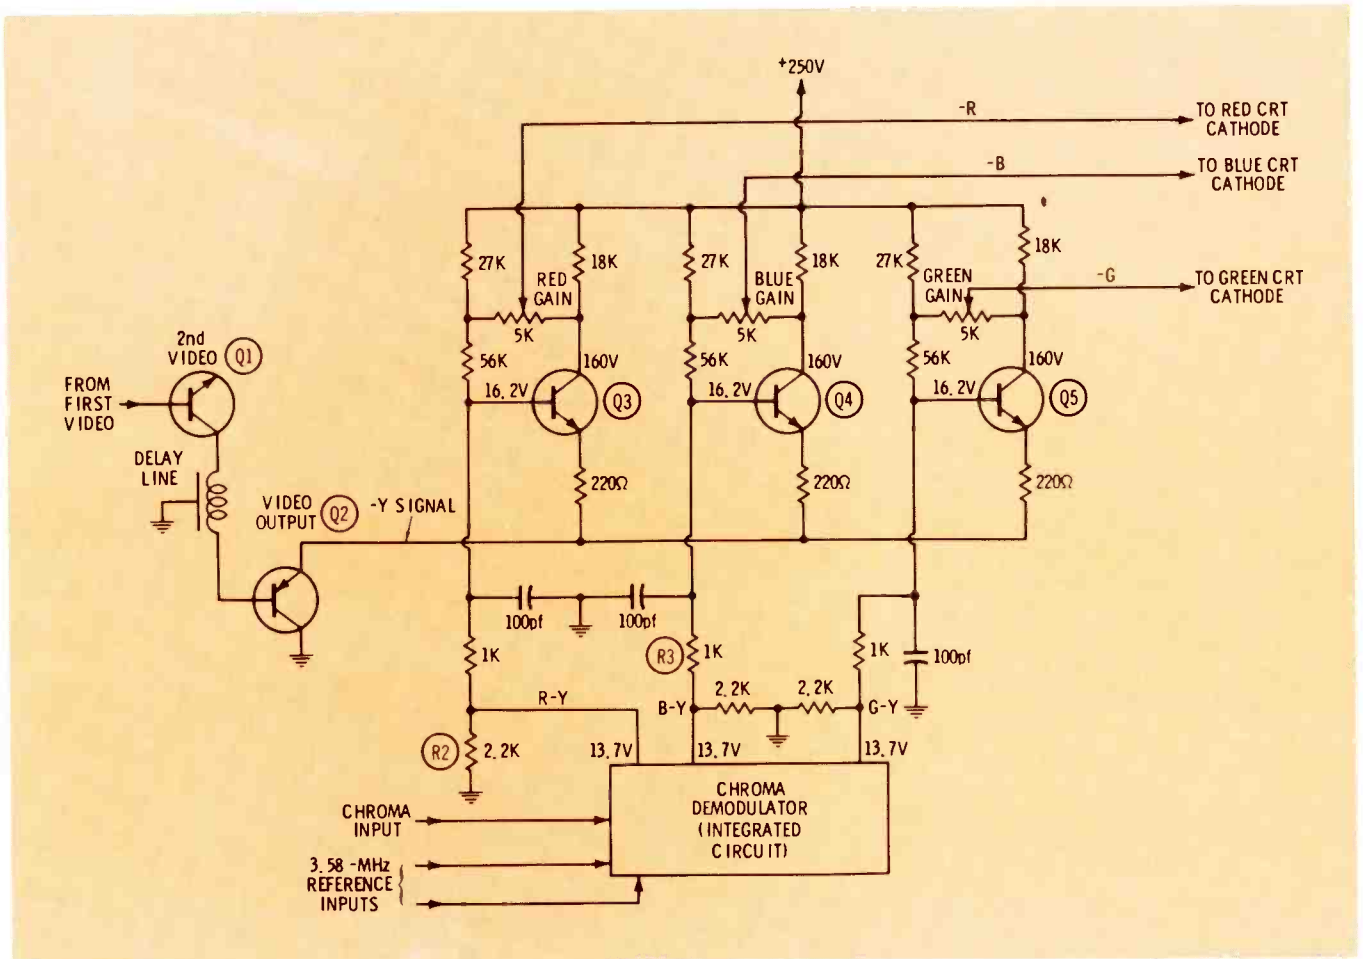 +250V
-R
TO RED CRT
CATHODE
-B
TO BLUE CRT
CATHODE
27K
18K
27K
18K
27K
18K
RED
GAIN
BLUE
GAIN
GREEN
GAIN
-G
TO GREEN CRT
CATHODE
5K
5K
5K
2nd
VIDEO
Q1
56K
160V
56K
160V
56K
160V
FROM
FIRST
VIDEO
16.2V
Q3
16.2V
Q4
16.2V
Q5
DELAY
LINE
220Ω
220Ω
220Ω
VIDEO
OUTPUT
Q2
-Y SIGNAL
100pf
100pf
1K
R3
1K
1K
100pf
R-Y
B-Y
2.2K
2.2K
G-Y
R2
2.2K
13.7V
13.7V
13.7V
CHROMA
DEMODULATOR
(INTEGRATED
CIRCUIT)
CHROMA
INPUT
3.58-MHz
REFERENCE
INPUTS